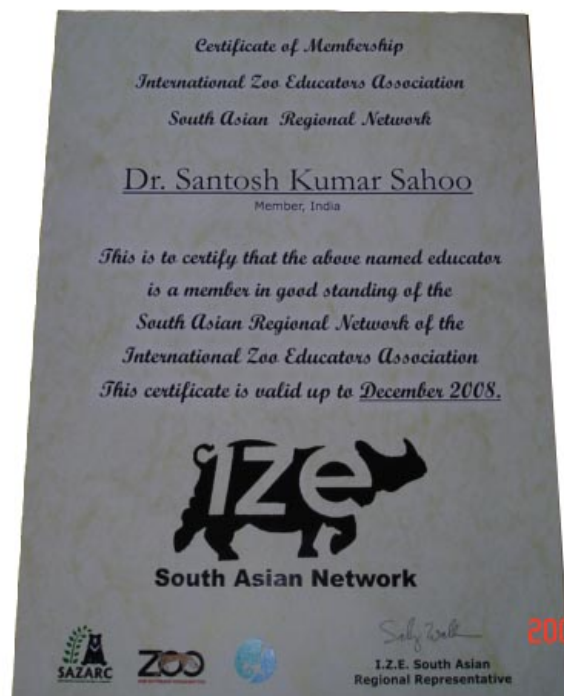 Certificate of Membership
International Zoo Educators Association
South Asian Regional Network
Dr. Santosh Kumar Sahoo
Member, India
This is to certify that the above named educator
is a member in good standing of the
South Asian Regional Network of the
International Zoo Educators Association
This certificate is valid up to December 2008.
ize
South Asian Network
SAZARC
ZOO
Sally Walker
I.Z.E. South Asian
Regional Representative